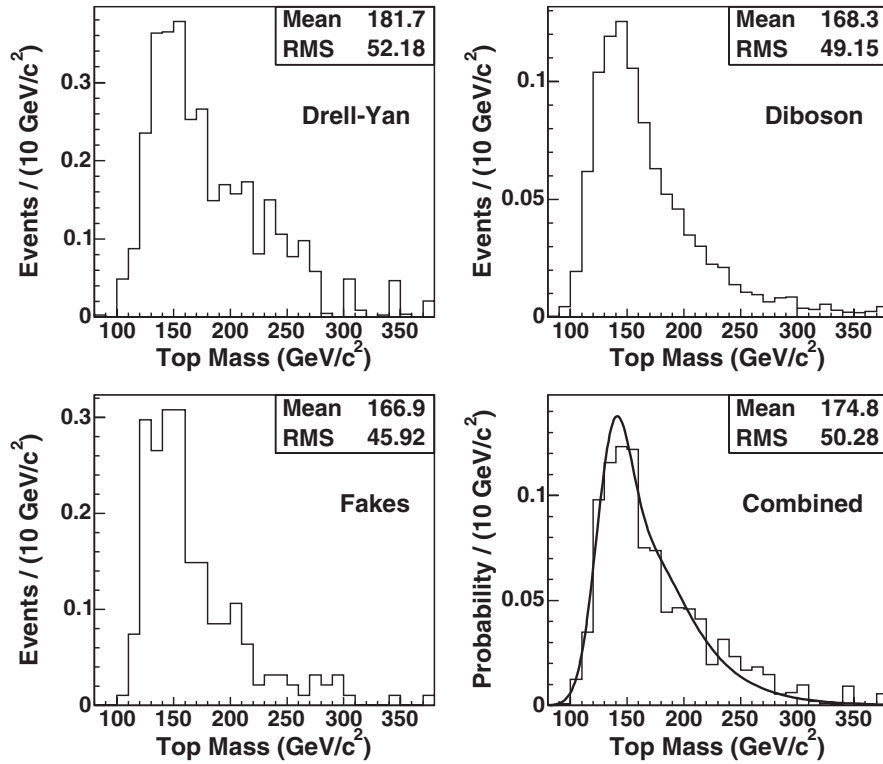 Mean 181.7
RMS 52.18
Drell-Yan
Events / (10 GeV/c²)
0.3
0.2
0.1
0
100 150 200 250 300 350
Top Mass (GeV/c²)
Mean 168.3
RMS 49.15
Diboson
Events / (10 GeV/c²)
0.1
0.05
0
100 150 200 250 300 350
Top Mass (GeV/c²)
Mean 166.9
RMS 45.92
Fakes
Events / (10 GeV/c²)
0.3
0.2
0.1
0
100 150 200 250 300 350
Top Mass (GeV/c²)
Mean 174.8
RMS 50.28
Combined
Probability / (10 GeV/c²)
0.1
0.05
0
100 150 200 250 300 350
Top Mass (GeV/c²)